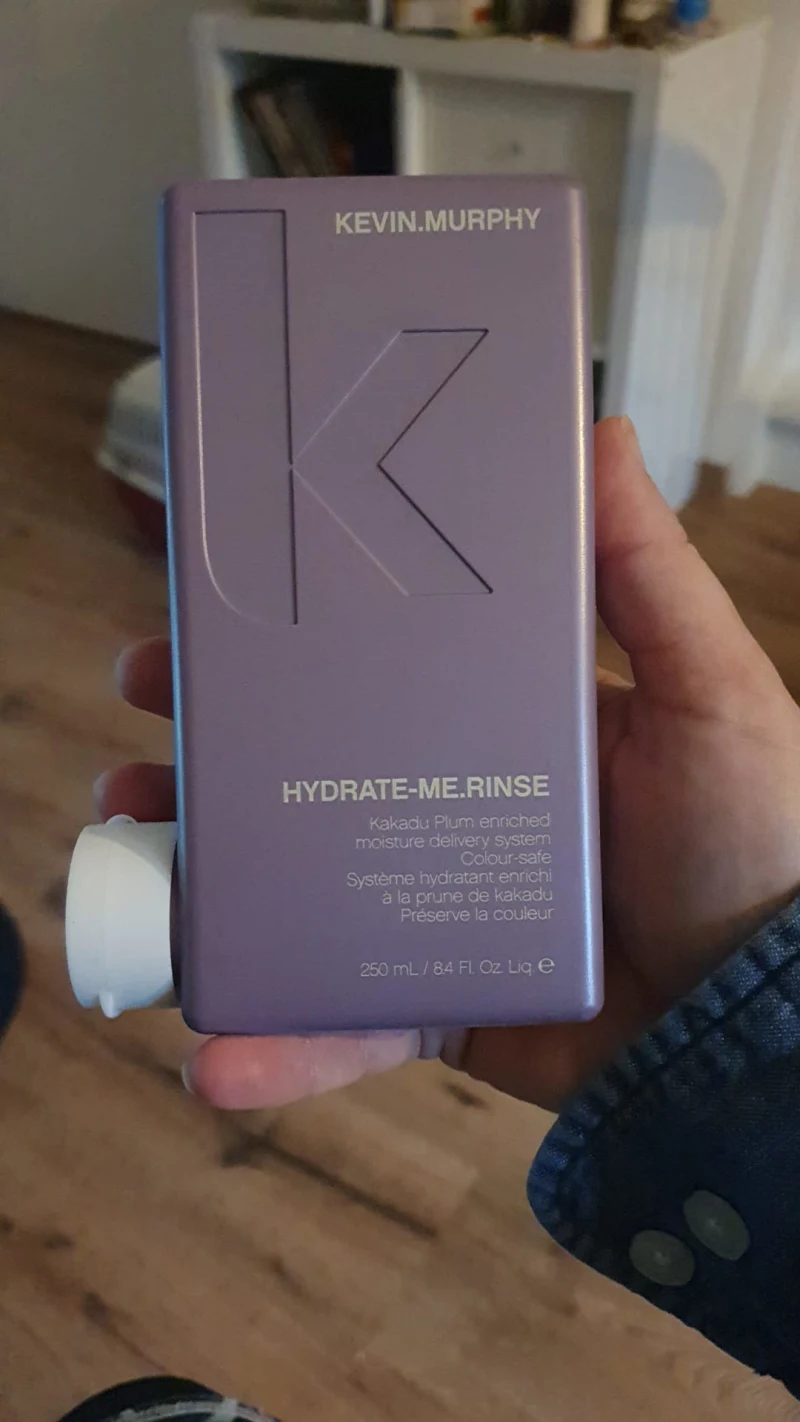 KEVIN.MURPHY
HYDRATE-ME.RINSE
Kakadu Plum enriched
moisture delivery system
Colour-safe
Système hydratant enrichi
à la prune de kakadu
Préserve la couleur
250 mL / 8.4 Fl. Oz. Liq. e